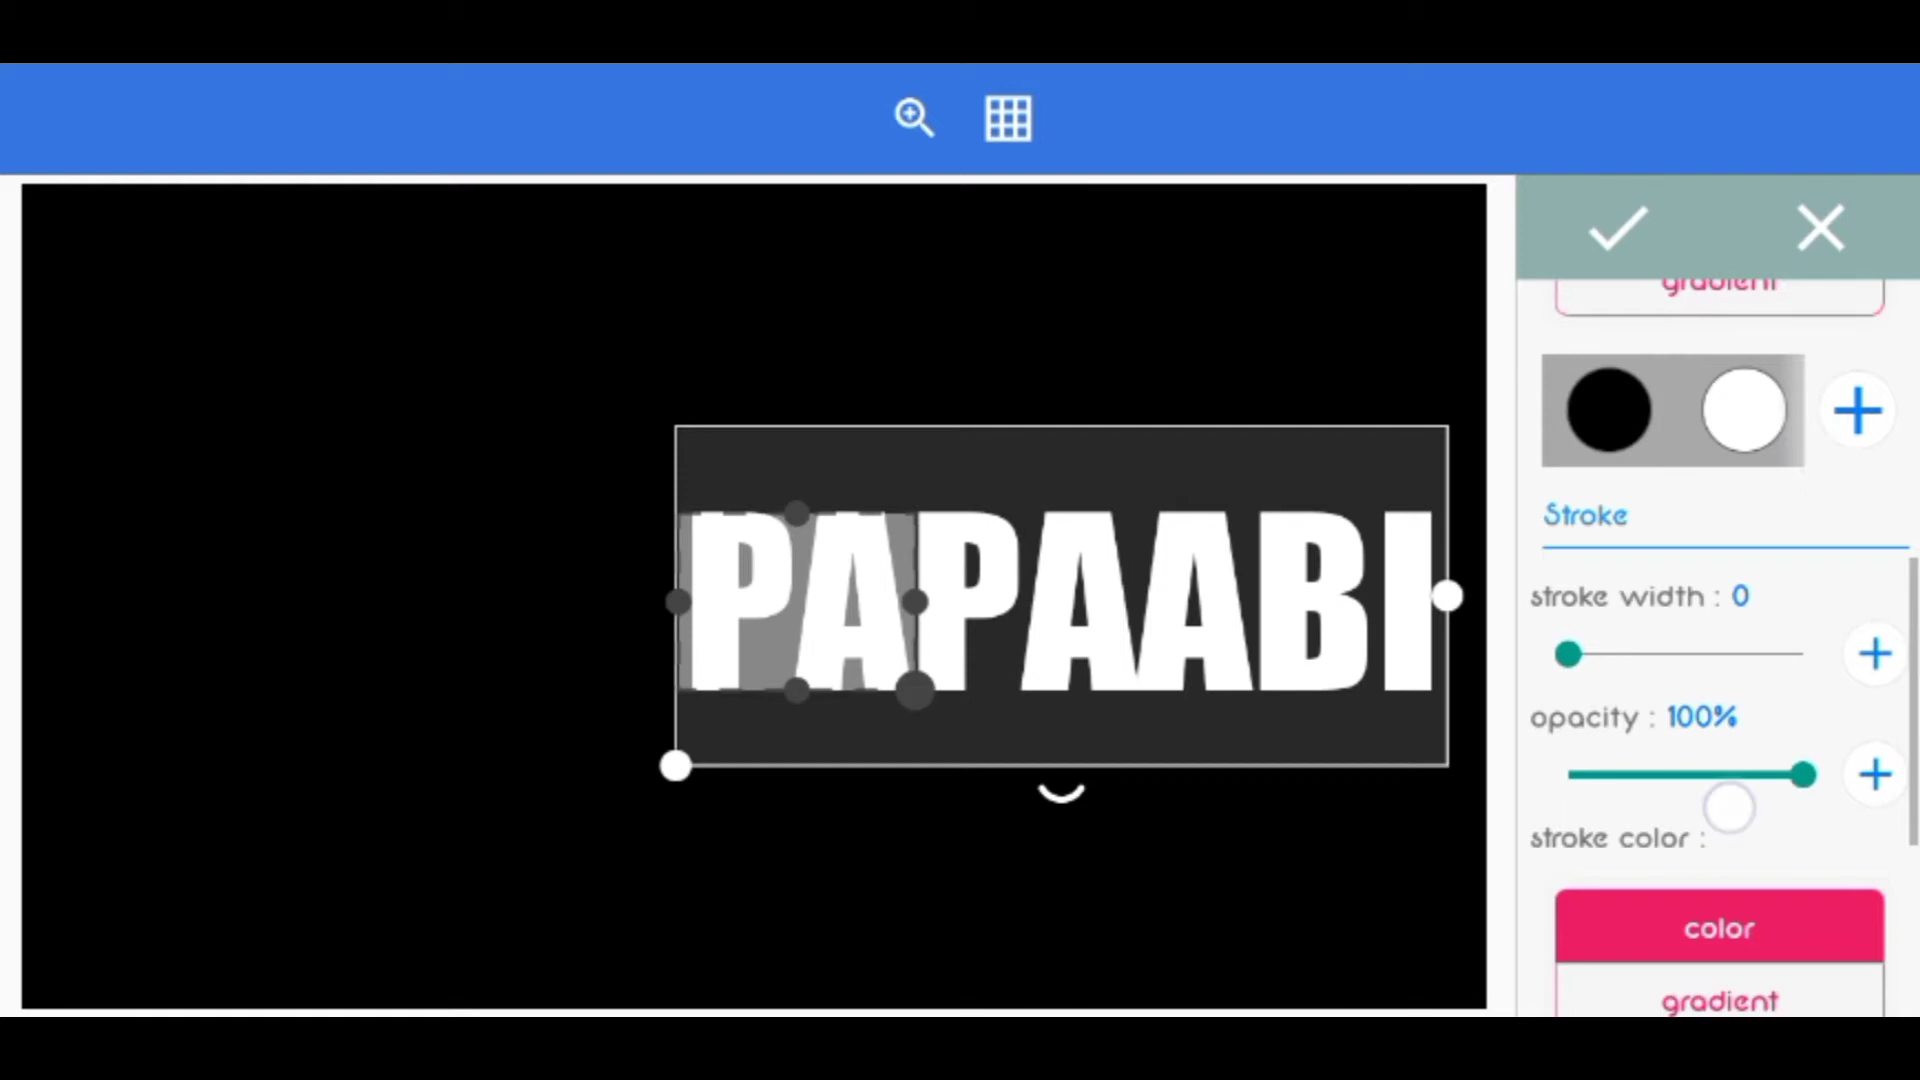 gradient
PAPAABI
Stroke
stroke width : 0
opacity : 100%
stroke color :
color
gradient